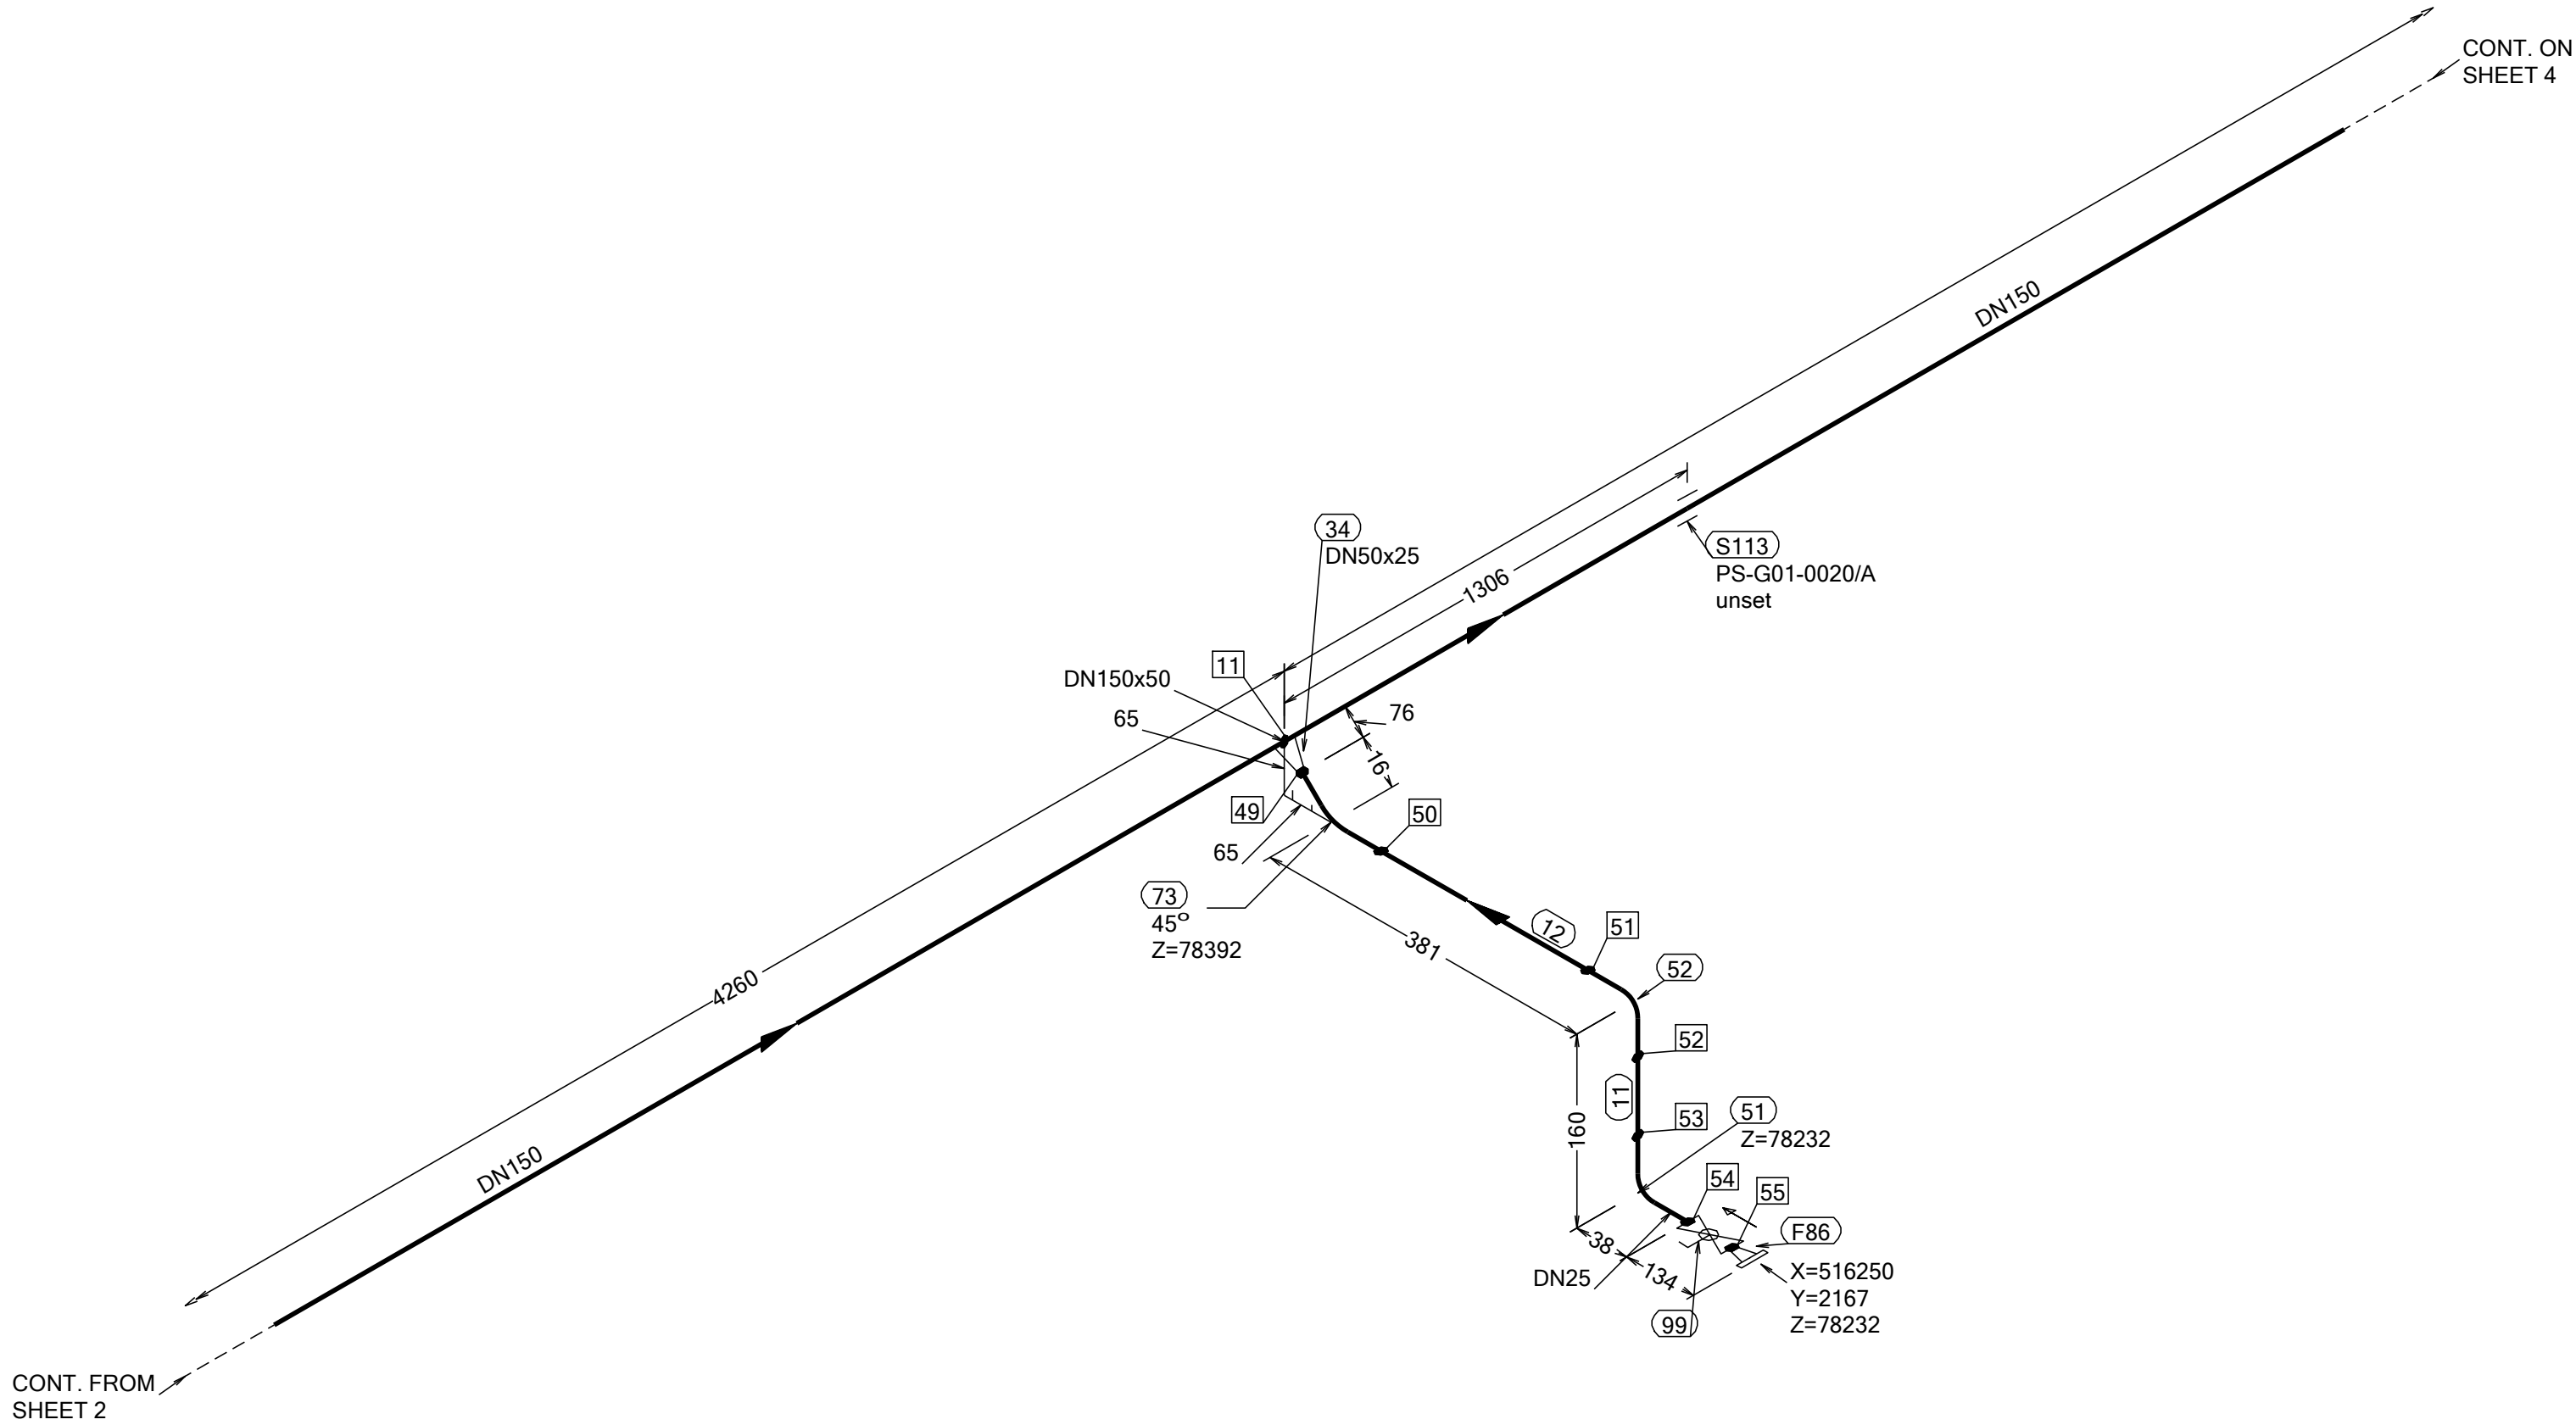 CONT. ON
SHEET 4
DN150
34
DN50x25
S113
PS-G01-0020/A
unset
1306
11
DN150x50
65
76
16
49
50
65
73
45°
Z=78392
381
12
51
52
4260
52
11
53
51
Z=78232
160
DN150
54
55
F86
38
134
DN25
X=516250
Y=2167
Z=78232
99
CONT. FROM
SHEET 2